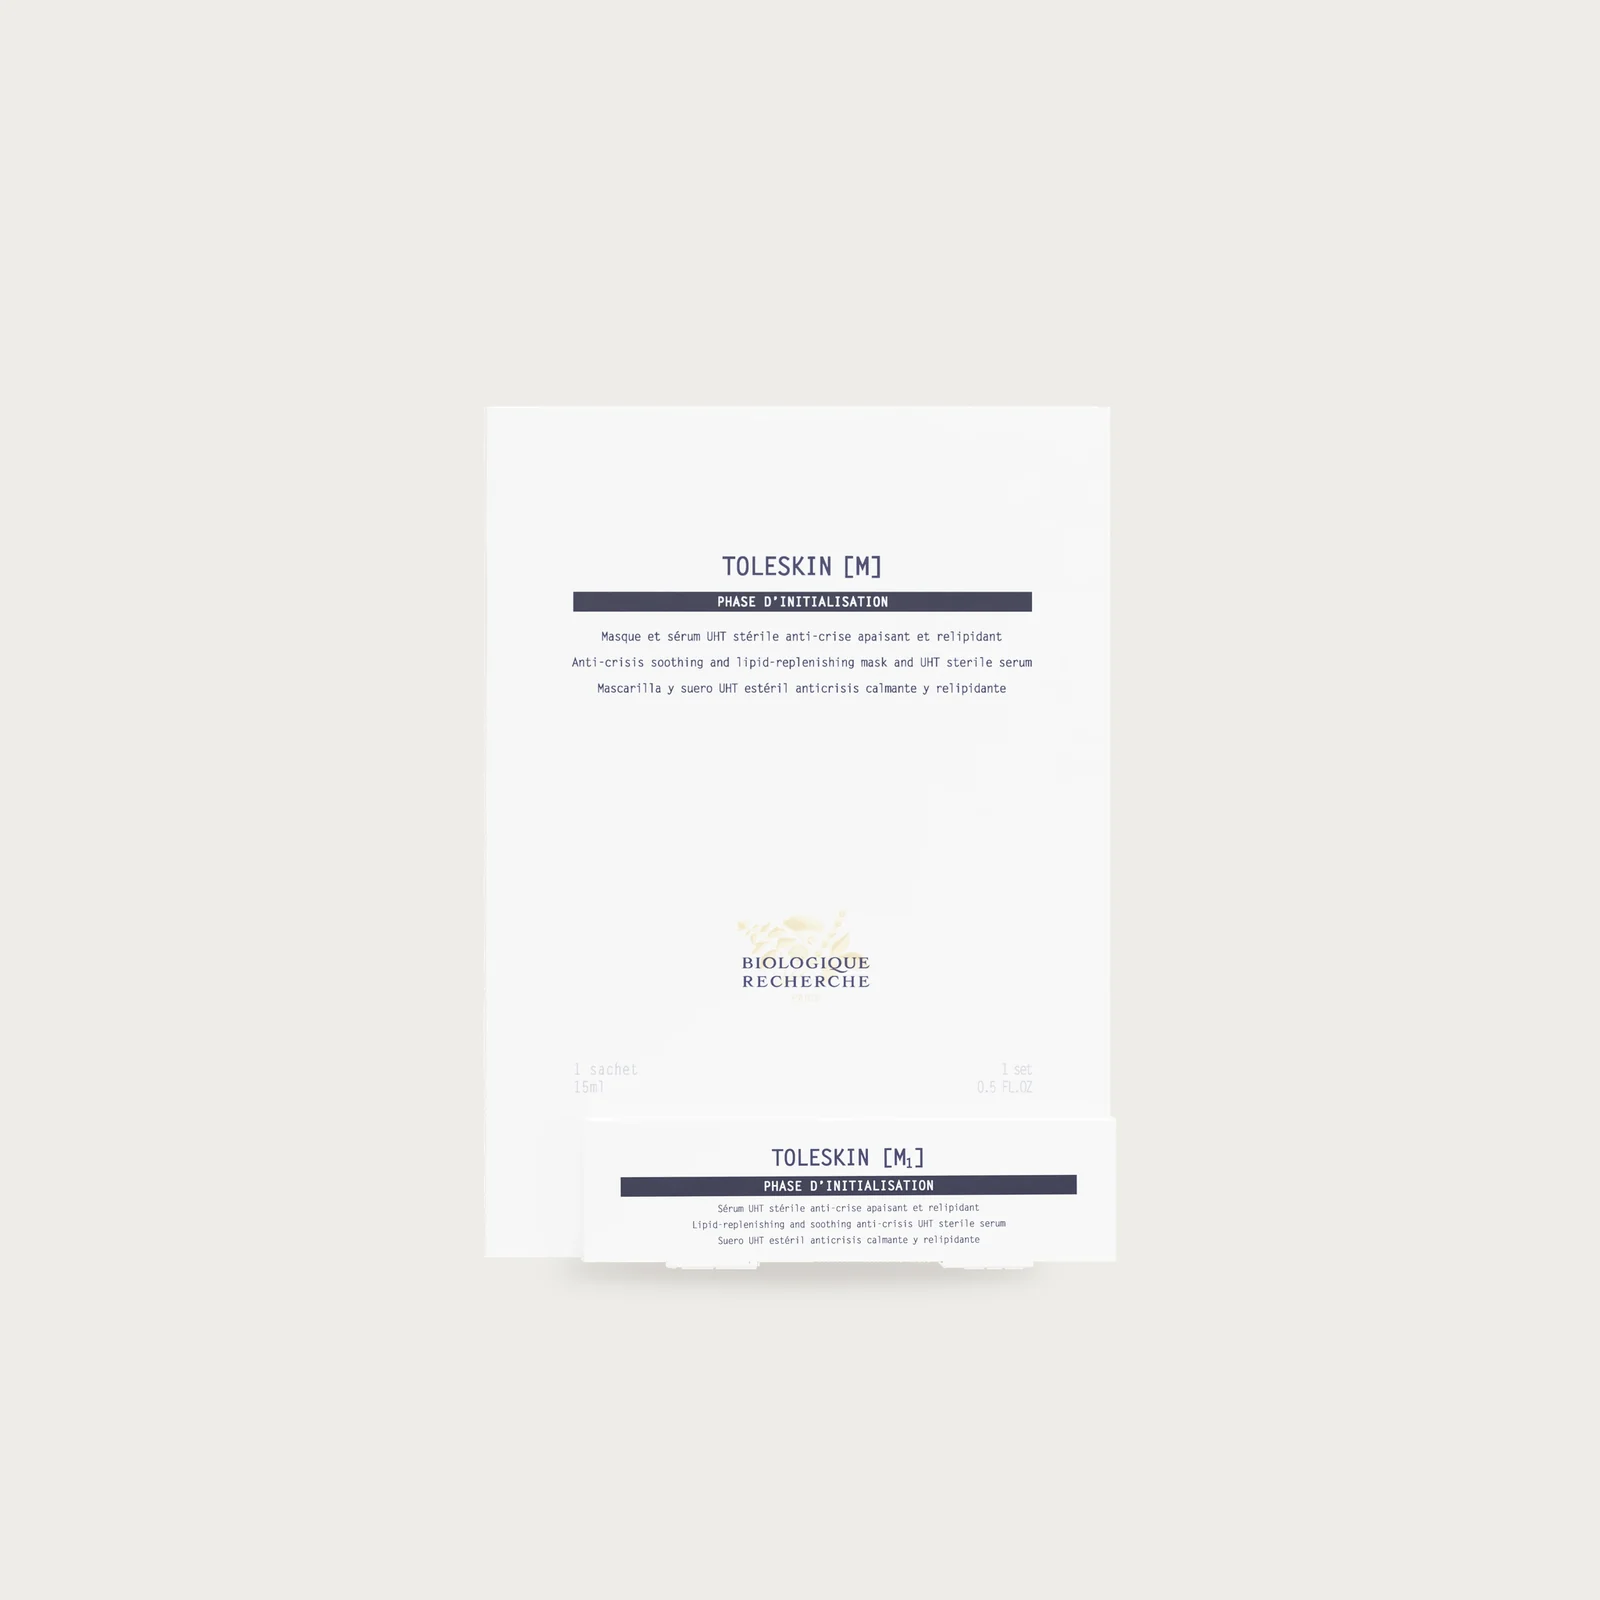 TOLESKIN [M]
PHASE D'INITIALISATION
Masque et sérum UHT stérile anti-crise apaisant et relipidant
Anti-crisis soothing and lipid-replenishing mask and UHT sterile serum
Mascarilla y suero UHT estéril anticrisis calmante y relipidante
BIOLOGIQUE
RECHERCHE
1 sachet
15ml
1 set
0.5 FL.OZ
TOLESKIN [M₁]
PHASE D'INITIALISATION
Sérum UHT stérile anti-crise apaisant et relipidant
Lipid-replenishing and soothing anti-crisis UHT sterile serum
Suero UHT estéril anticrisis calmante y relipidante